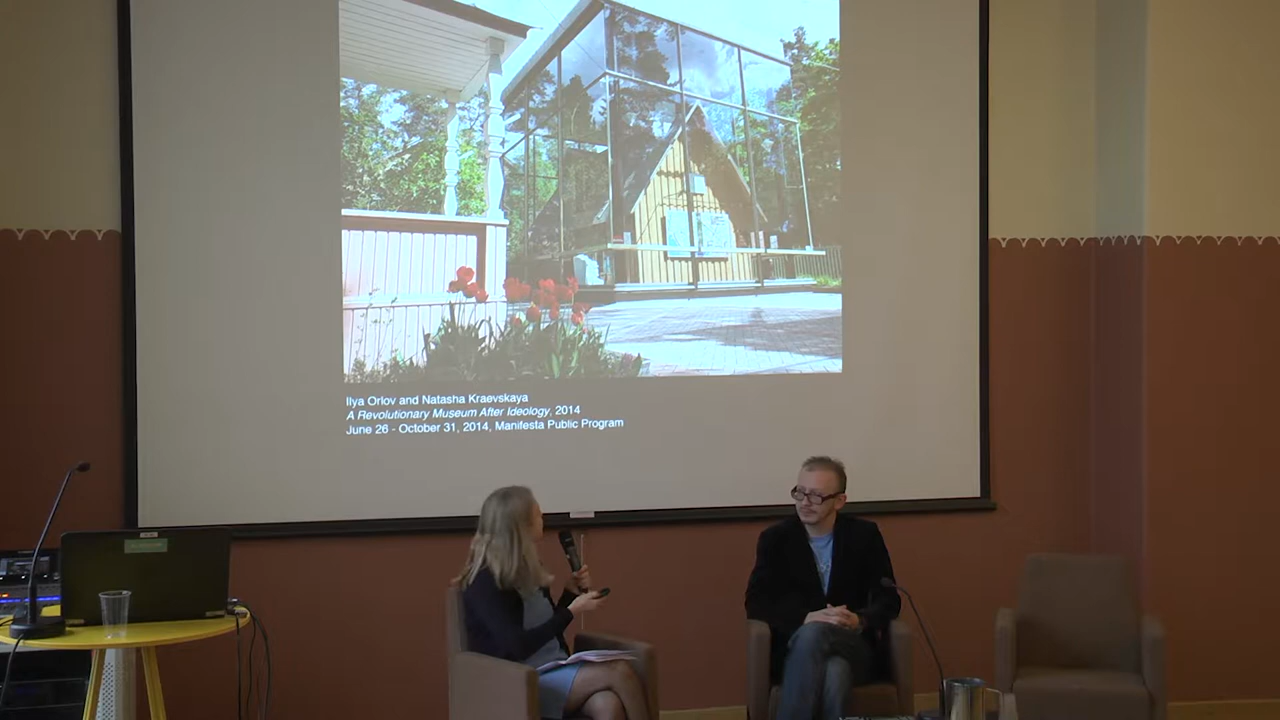 Ilya Orlov and Natasha Kraevskaya
A Revolutionary Museum After Ideology, 2014
June 26 - October 31, 2014, Manifesta Public Program